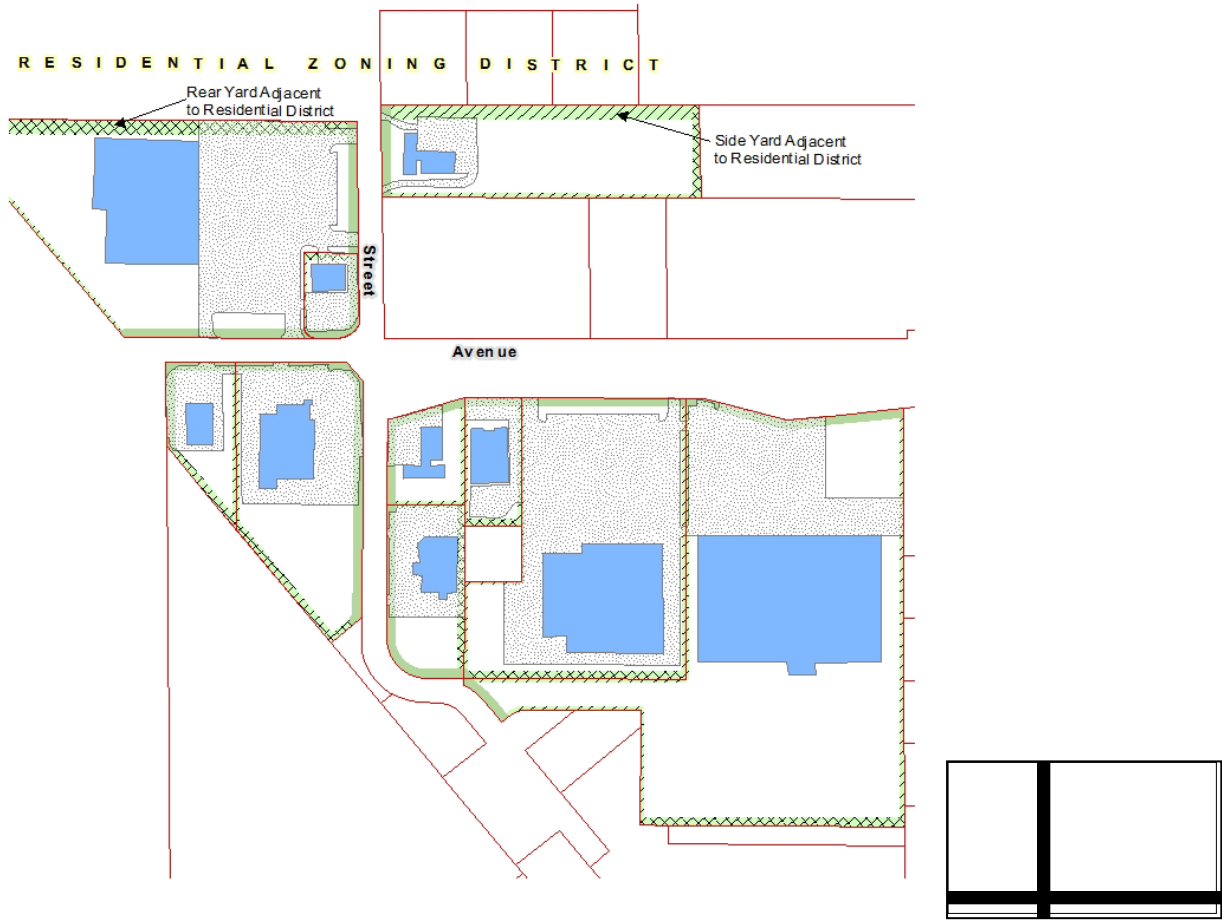 RESIDENTIAL ZONING DISTRICT
Rear Yard Adjacent
to Residential District
Side Yard Adjacent
to Residential District
Street
Avenue